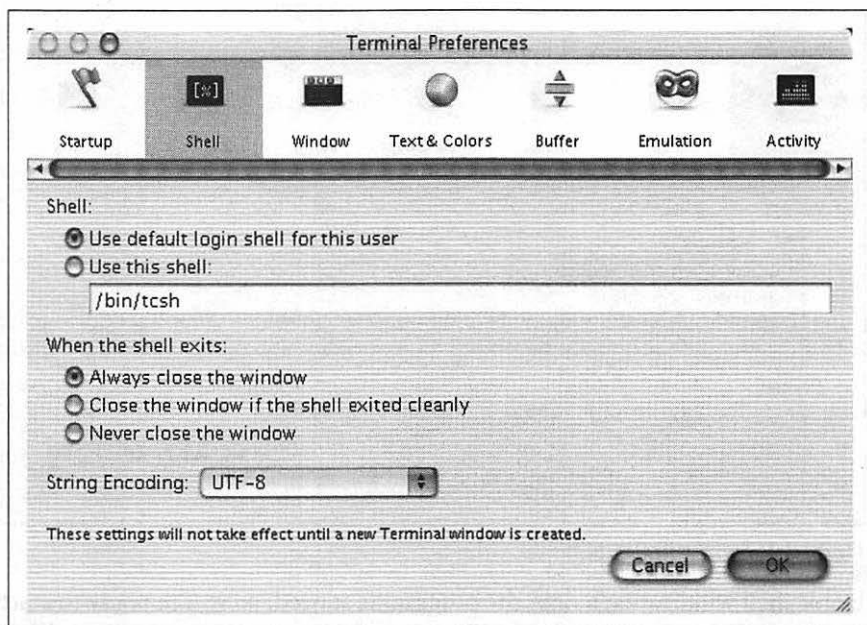 Terminal Preferences
[%]
Startup Shell Window Text & Colors Buffer Emulation Activity
Shell:
Use default login shell for this user
Use this shell:
/bin/tcsh
When the shell exits:
Always close the window
Close the window if the shell exited cleanly
Never close the window
String Encoding: UTF-8
These settings will not take effect until a new Terminal window is created.
Cancel OK